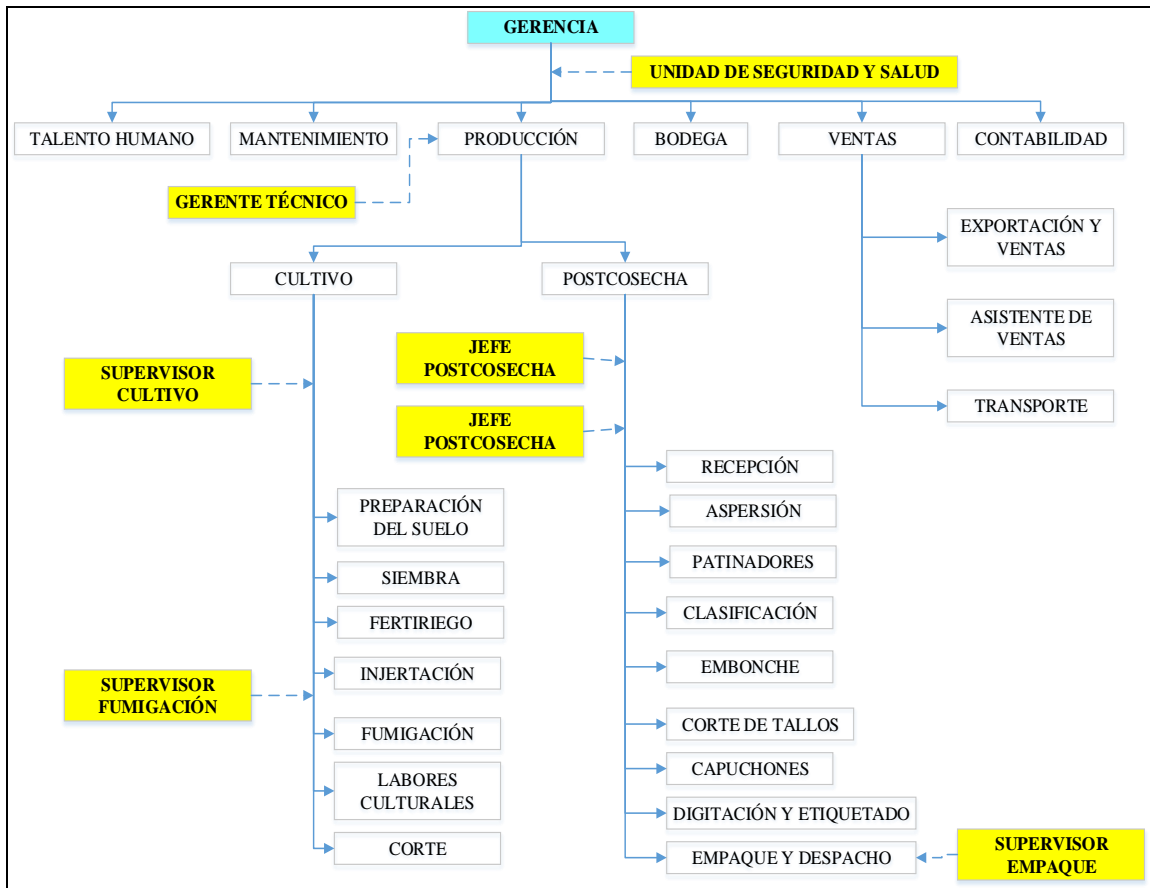 GERENCIA
UNIDAD DE SEGURIDAD Y SALUD
TALENTO HUMANO
MANTENIMIENTO
PRODUCCIÓN
BODEGA
VENTAS
CONTABILIDAD
GERENTE TÉCNICO
EXPORTACIÓN Y
VENTAS
CULTIVO
POSTCOSECHA
ASISTENTE DE
VENTAS
JEFE
POSTCOSECHA
SUPERVISOR
CULTIVO
TRANSPORTE
JEFE
POSTCOSECHA
RECEPCIÓN
PREPARACIÓN
DEL SUELO
ASPERSIÓN
PATINADORES
SIEMBRA
CLASIFICACIÓN
FERTIRIEGO
EMBONCHE
INJERTACIÓN
SUPERVISOR
FUMIGACIÓN
CORTE DE TALLOS
FUMIGACIÓN
CAPUCHONES
LABORES
CULTURALES
DIGITACIÓN Y ETIQUETADO
CORTE
EMPAQUE Y DESPACHO
SUPERVISOR
EMPAQUE